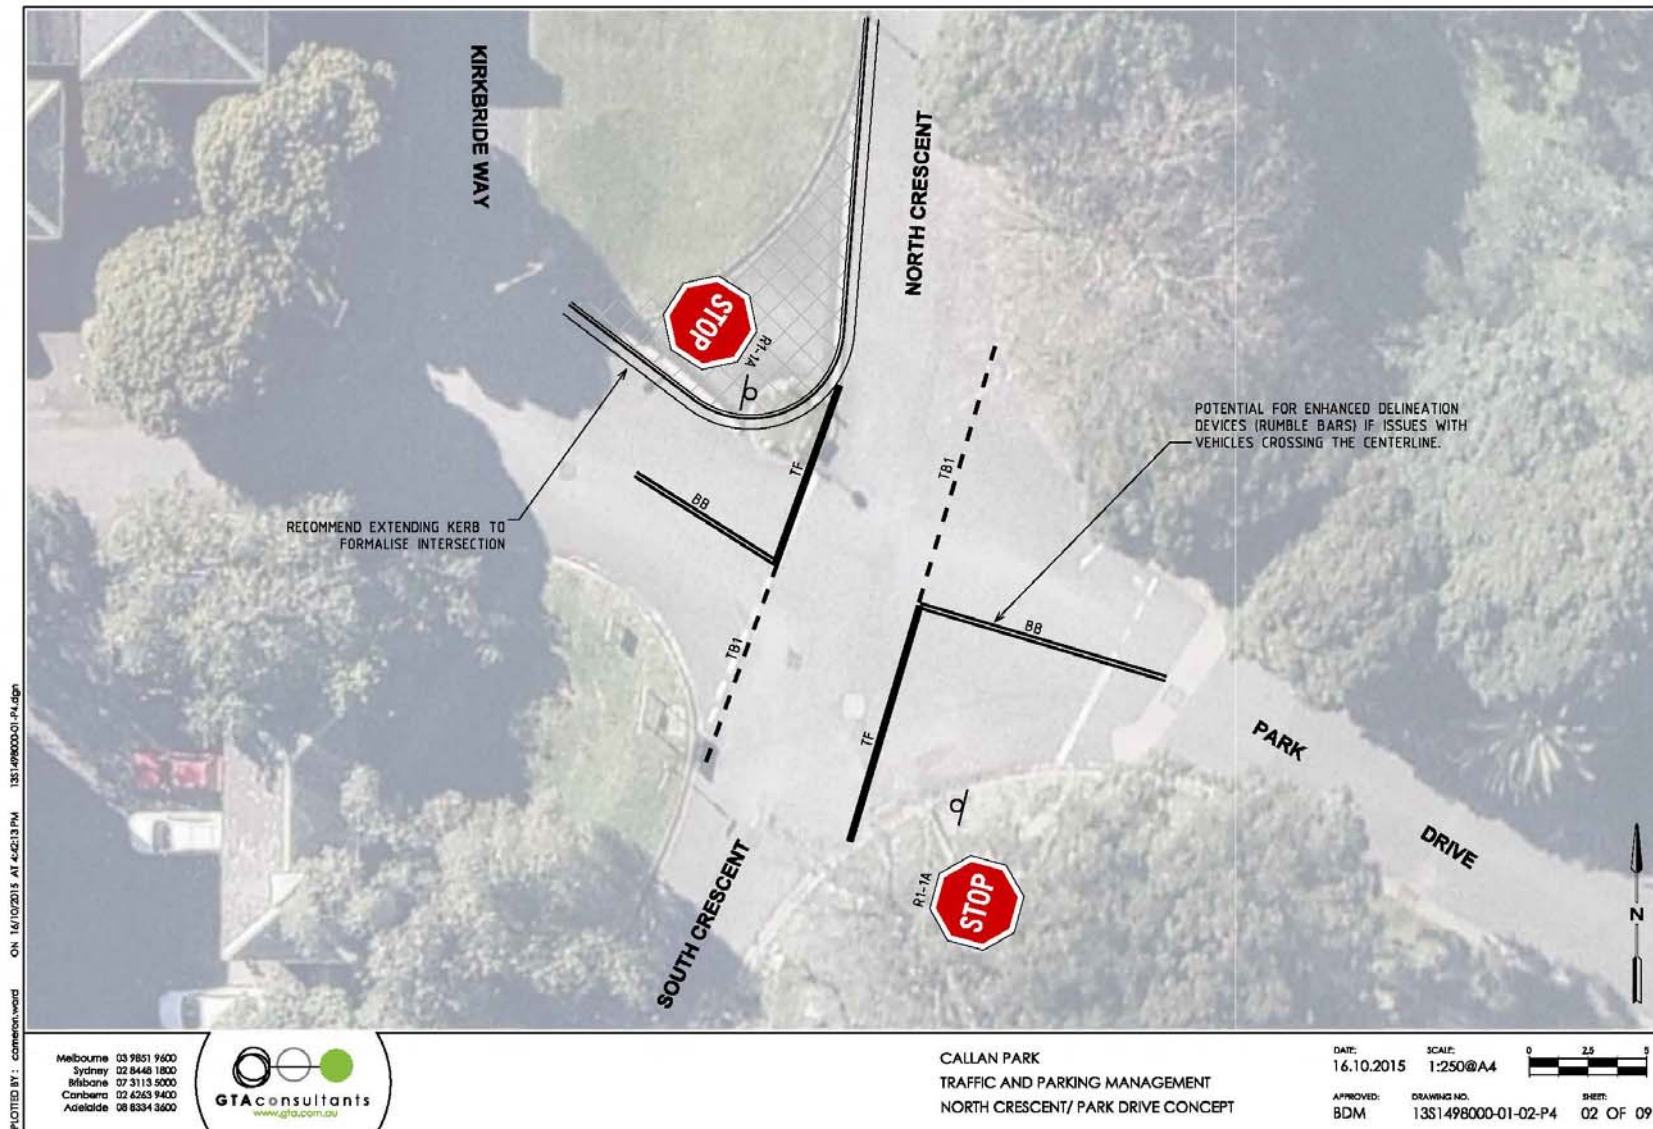 KIRKBRIDE WAY
NORTH CRESCENT
STOP
R1-1A
TF
TB1
BB
POTENTIAL FOR ENHANCED DELINEATION
DEVICES (RUMBLE BARS) IF ISSUES WITH
VEHICLES CROSSING THE CENTERLINE.
RECOMMEND EXTENDING KERB TO
FORMALISE INTERSECTION
TB1
BB
TF
PARK
DRIVE
R1-1A
STOP
SOUTH CRESCENT
N
PLOTTED BY : cameron.ward ON 16/10/2015 AT 4:42:13 PM 13S1498000-01-P4.dgn
Melbourne 03 9851 9600
Sydney 02 8448 1800
Brisbane 07 3113 5000
Canberra 02 6263 9400
Adelaide 08 8334 3600
GTAconsultants
www.gta.com.au
CALLAN PARK
TRAFFIC AND PARKING MANAGEMENT
NORTH CRESCENT/ PARK DRIVE CONCEPT
DATE: SCALE: 0 2.5 5
16.10.2015 1:250@A4
APPROVED: DRAWING NO. SHEET:
BDM 13S1498000-01-02-P4 02 OF 09